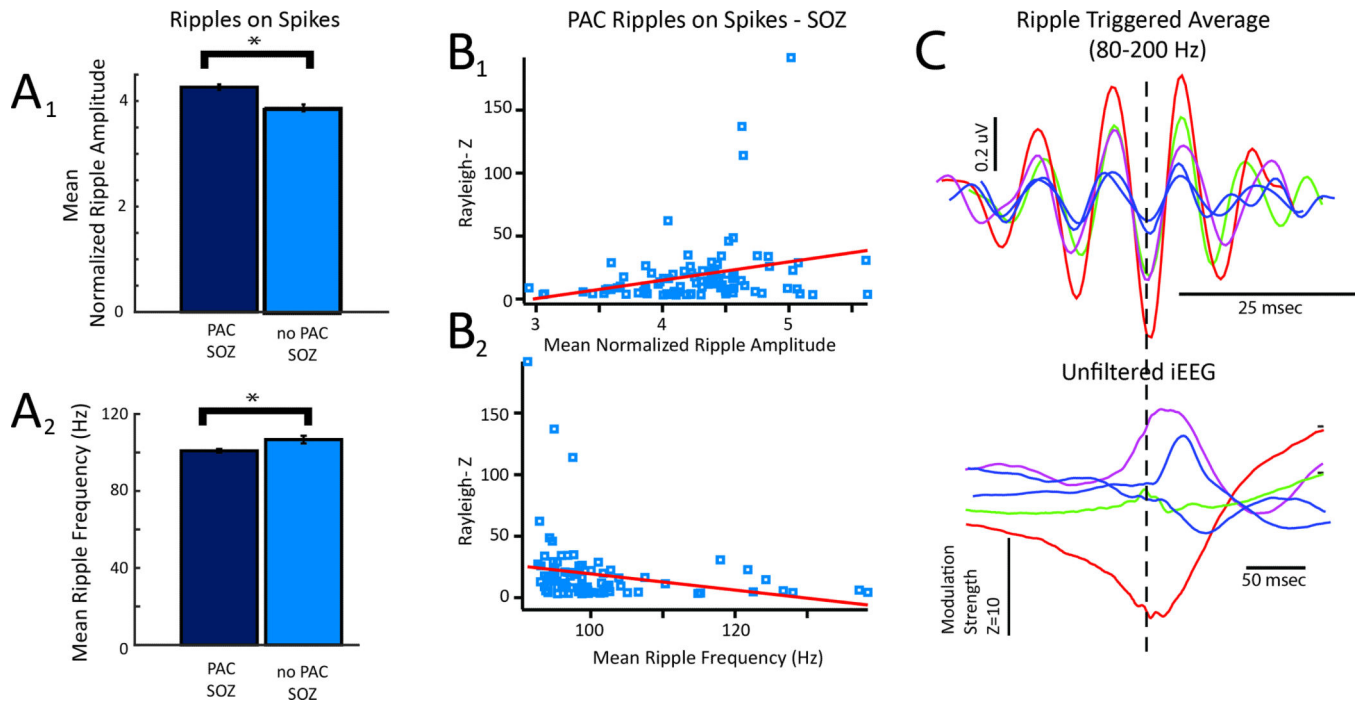 Ripples on Spikes
*
A1
Mean
Normalized Ripple Amplitude
4
2
0
PAC
SOZ
no PAC
SOZ
A2
*
Mean Ripple Frequency (Hz)
120
80
40
0
PAC
SOZ
no PAC
SOZ
PAC Ripples on Spikes - SOZ
B1
Rayleigh- Z
150
100
50
0
3
4
5
Mean Normalized Ripple Amplitude
B2
Rayleigh- Z
150
100
50
0
100
120
Mean Ripple Frequency (Hz)
C
Ripple Triggered Average
(80-200 Hz)
0.2 uV
25 msec
Unfiltered iEEG
Modulation
Strength
Z=10
50 msec